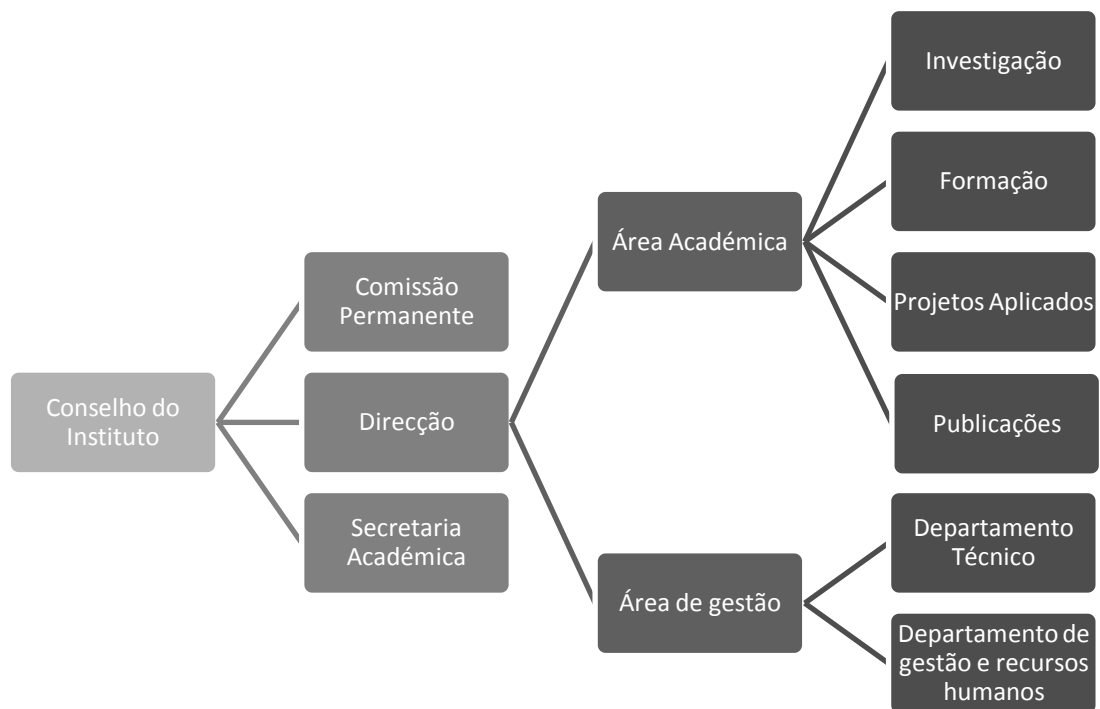 Conselho do
Instituto
Comissão
Permanente
Direcção
Secretaria
Académica
Área Académica
Área de gestão
Investigação
Formação
Projetos Aplicados
Publicações
Departamento
Técnico
Departamento de
gestão e recursos
humanos